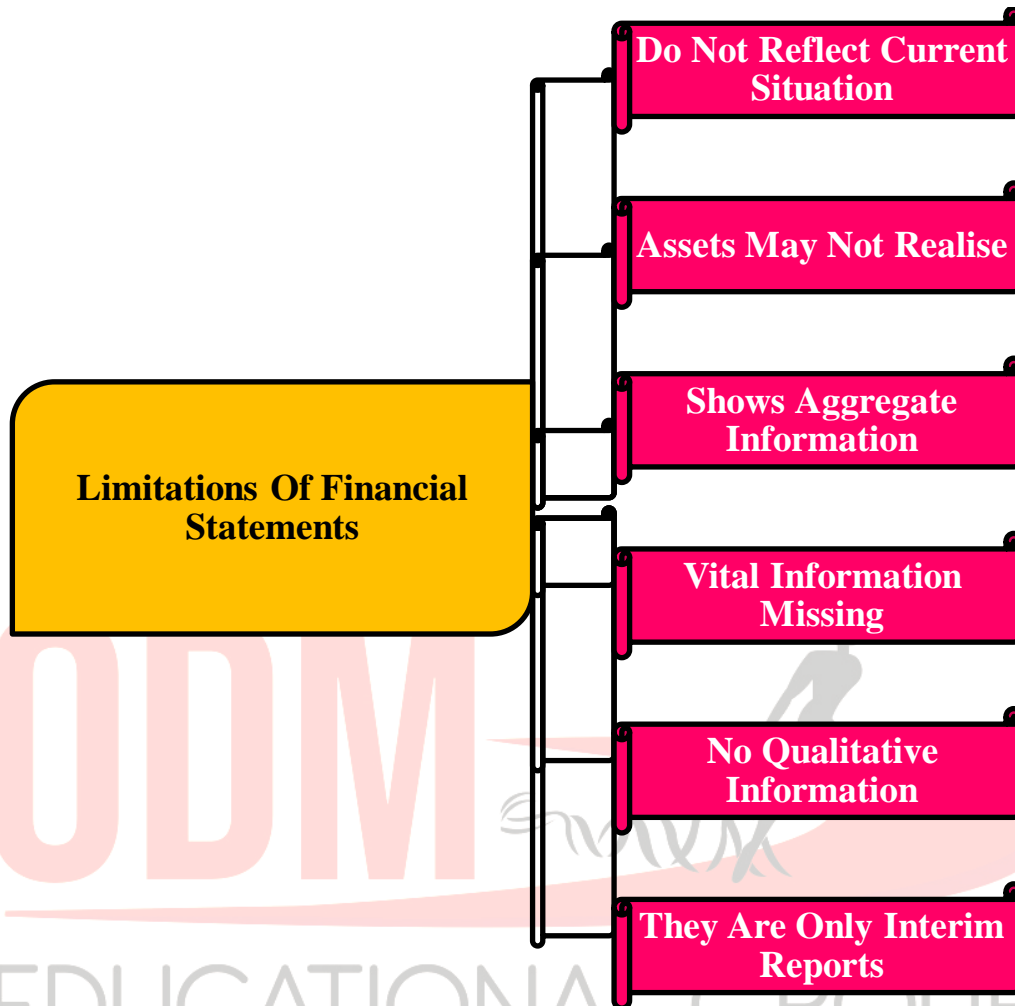 Do Not Reflect Current
Situation
Assets May Not Realise
Shows Aggregate
Information
Limitations Of Financial
Statements
Vital Information
Missing
No Qualitative
Information
They Are Only Interim
Reports
ODM
EDUCATIONAL